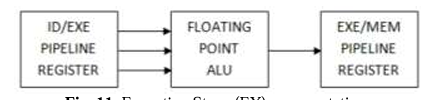 ID/EXE
PIPELINE
REGISTER
FLOATING
POINT
ALU
EXE/MEM
PIPELINE
REGISTER